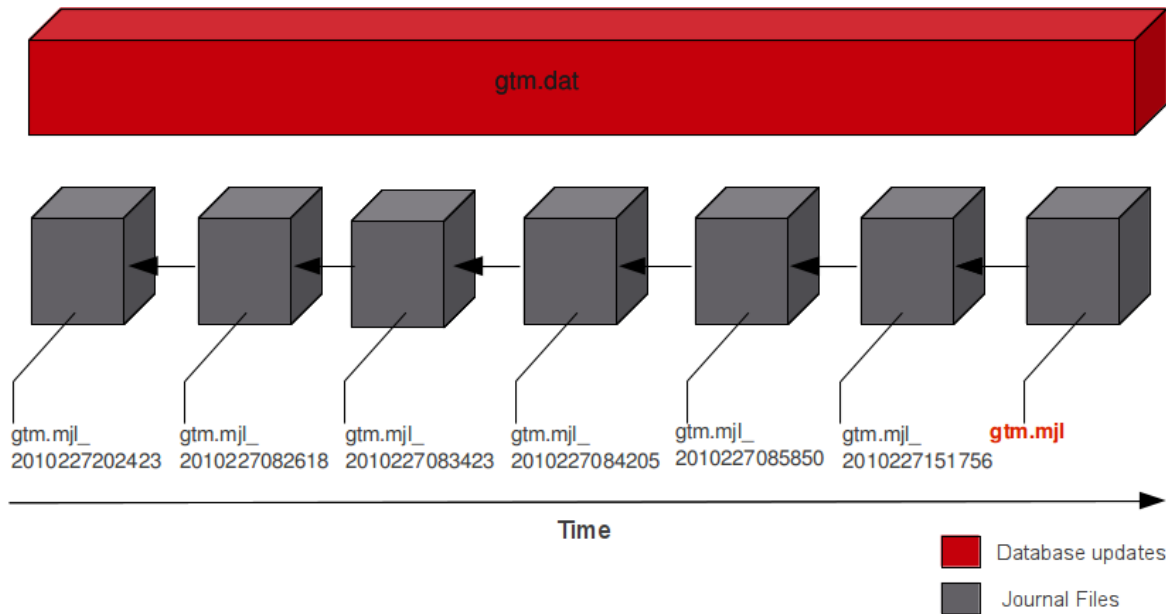 gtm.dat
gtm.mjl_
2010227202423
gtm.mjl_
2010227082618
gtm.mjl_
2010227083423
gtm.mjl_
2010227084205
gtm.mjl_
2010227085850
gtm.mjl_
2010227151756
gtm.mjl
Time
Database updates
Journal Files